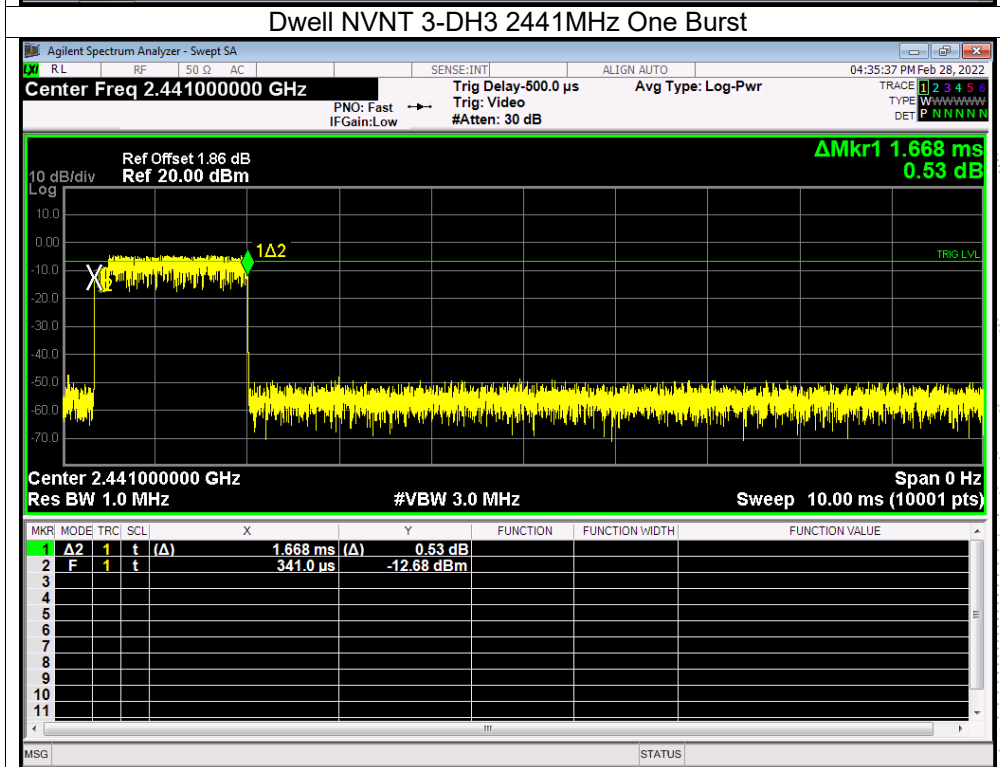 Dwell NVNT 3-DH3 2441MHz One Burst
Agilent Spectrum Analyzer - Swept SA
LXI RL RF 50 Ω AC SENSE:INT ALIGN AUTO 04:35:37 PM Feb 28, 2022
Center Freq 2.441000000 GHz
PNO: Fast
IFGain:Low
Trig Delay-500.0 µs
Trig: Video
#Atten: 30 dB
Avg Type: Log-Pwr
TRACE 1 2 3 4 5 6
TYPE WWWWWW
DET P N N N N N
ΔMkr1 1.668 ms
0.53 dB
Ref Offset 1.86 dB
10 dB/div Ref 20.00 dBm
Log
10.0
0.00
-10.0
-20.0
-30.0
-40.0
-50.0
-60.0
-70.0
1Δ2
TRIG LVL
Center 2.441000000 GHz Span 0 Hz
Res BW 1.0 MHz #VBW 3.0 MHz Sweep 10.00 ms (10001 pts)
MKR MODE TRC SCL X Y FUNCTION FUNCTION WIDTH FUNCTION VALUE
1 Δ2 1 t (Δ) 1.668 ms (Δ) 0.53 dB
2 F 1 t 341.0 µs -12.68 dBm
3
4
5
6
7
8
9
10
11
MSG STATUS